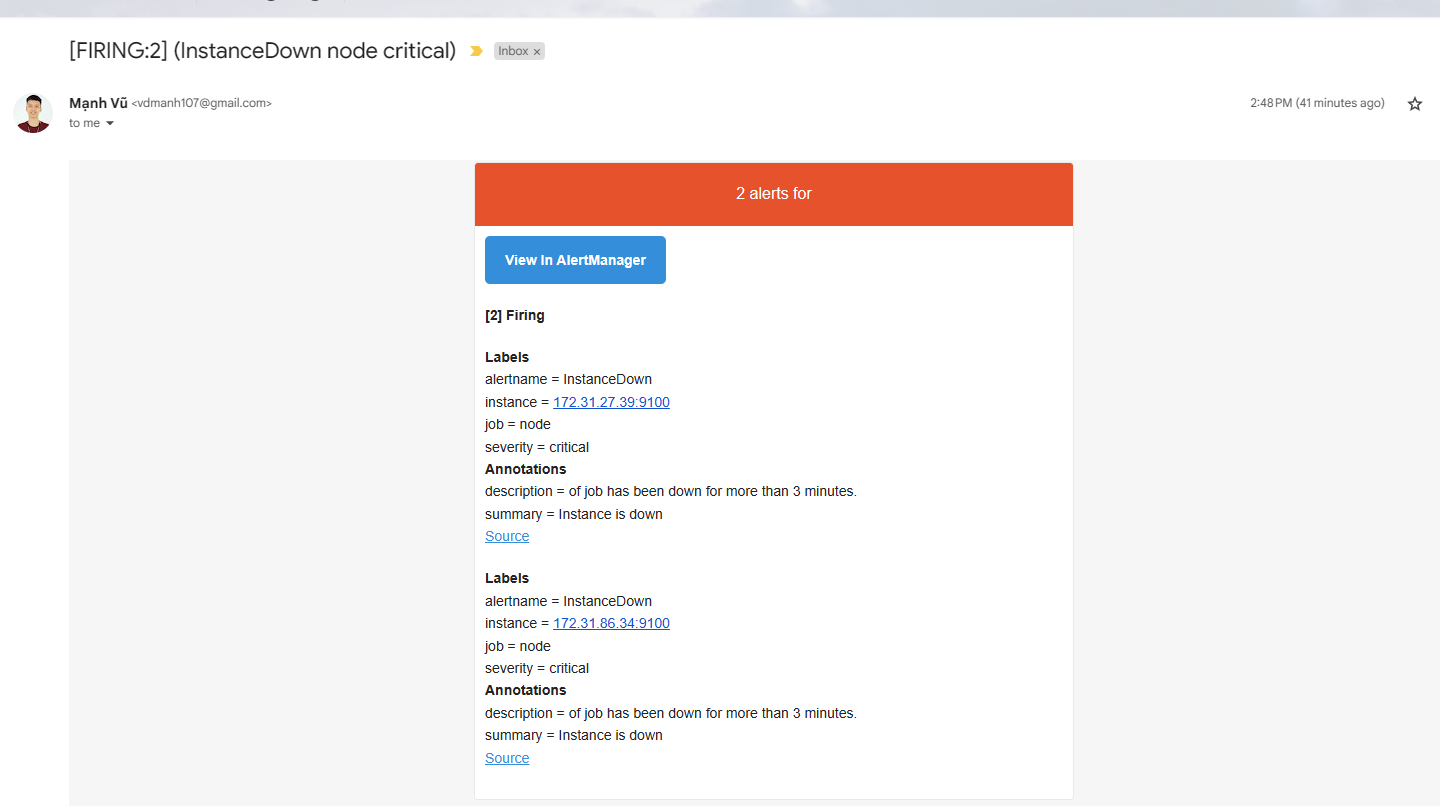 [FIRING:2] (InstanceDown node critical)
Inbox ×
Mạnh Vũ <vdmanh107@gmail.com>
2:48 PM (41 minutes ago)
to me
2 alerts for
View In AlertManager
[2] Firing
Labels
alertname = InstanceDown
instance = 172.31.27.39:9100
job = node
severity = critical
Annotations
description = of job has been down for more than 3 minutes.
summary = Instance is down
Source
Labels
alertname = InstanceDown
instance = 172.31.86.34:9100
job = node
severity = critical
Annotations
description = of job has been down for more than 3 minutes.
summary = Instance is down
Source